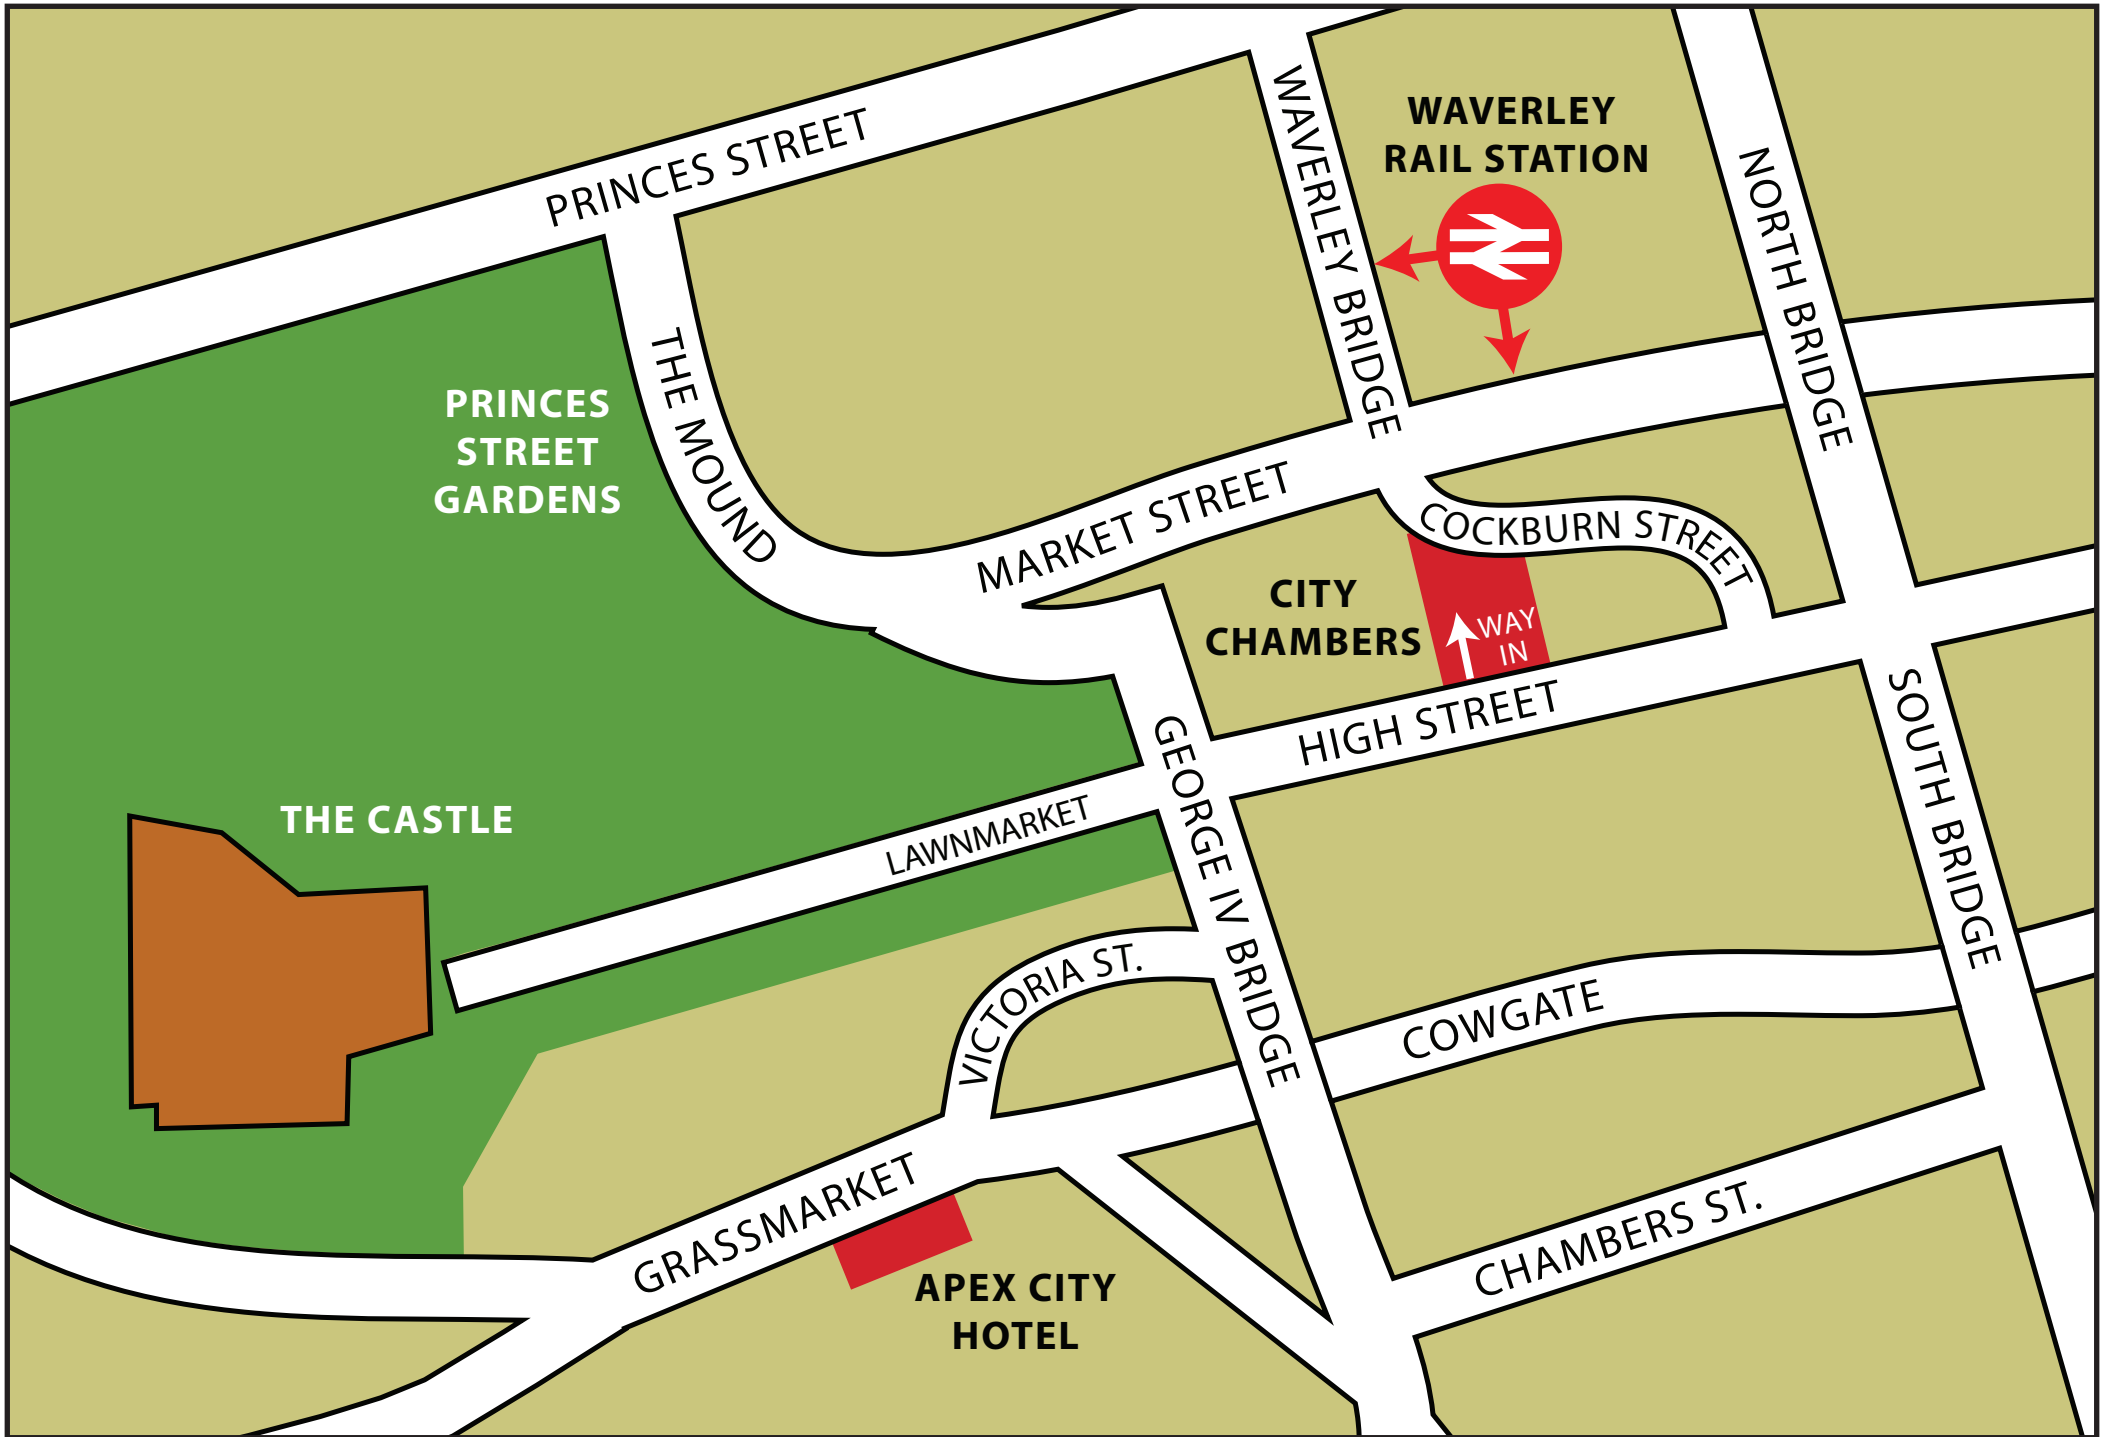 PRINCES STREET
WAVERLEY BRIDGE
WAVERLEY
RAIL STATION
NORTH BRIDGE
THE MOUND
PRINCES
STREET
GARDENS
MARKET STREET
COCKBURN STREET
CITY
CHAMBERS
WAY
IN
HIGH STREET
SOUTH BRIDGE
GEORGE IV BRIDGE
THE CASTLE
LAWNMARKET
VICTORIA ST.
COWGATE
GRASSMARKET
CHAMBERS ST.
APEX CITY
HOTEL